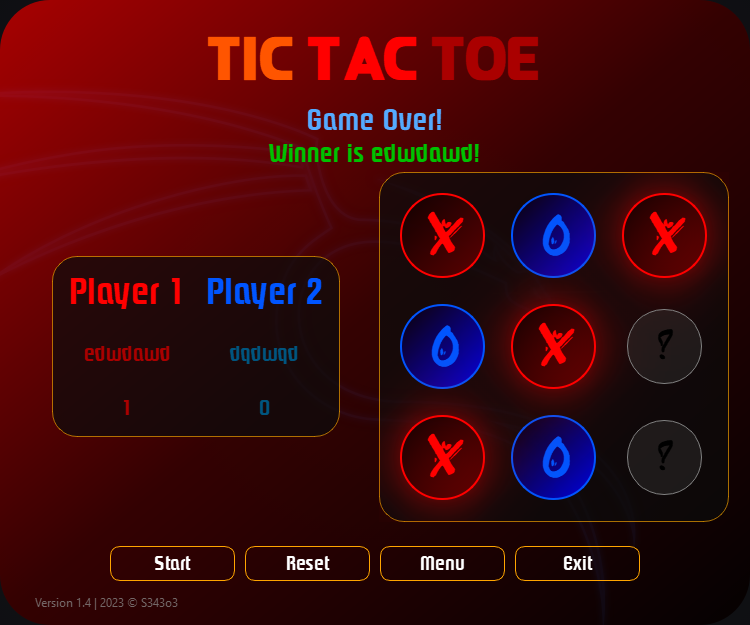 TIC TAC TOE
Game Over!
Winner is edwdawd!
Player 1 Player 2
edwdawd dqdwqd
1 0
X O X
O X ?
X O ?
Start Reset Menu Exit
Version 1.4 | 2023 © S343o3